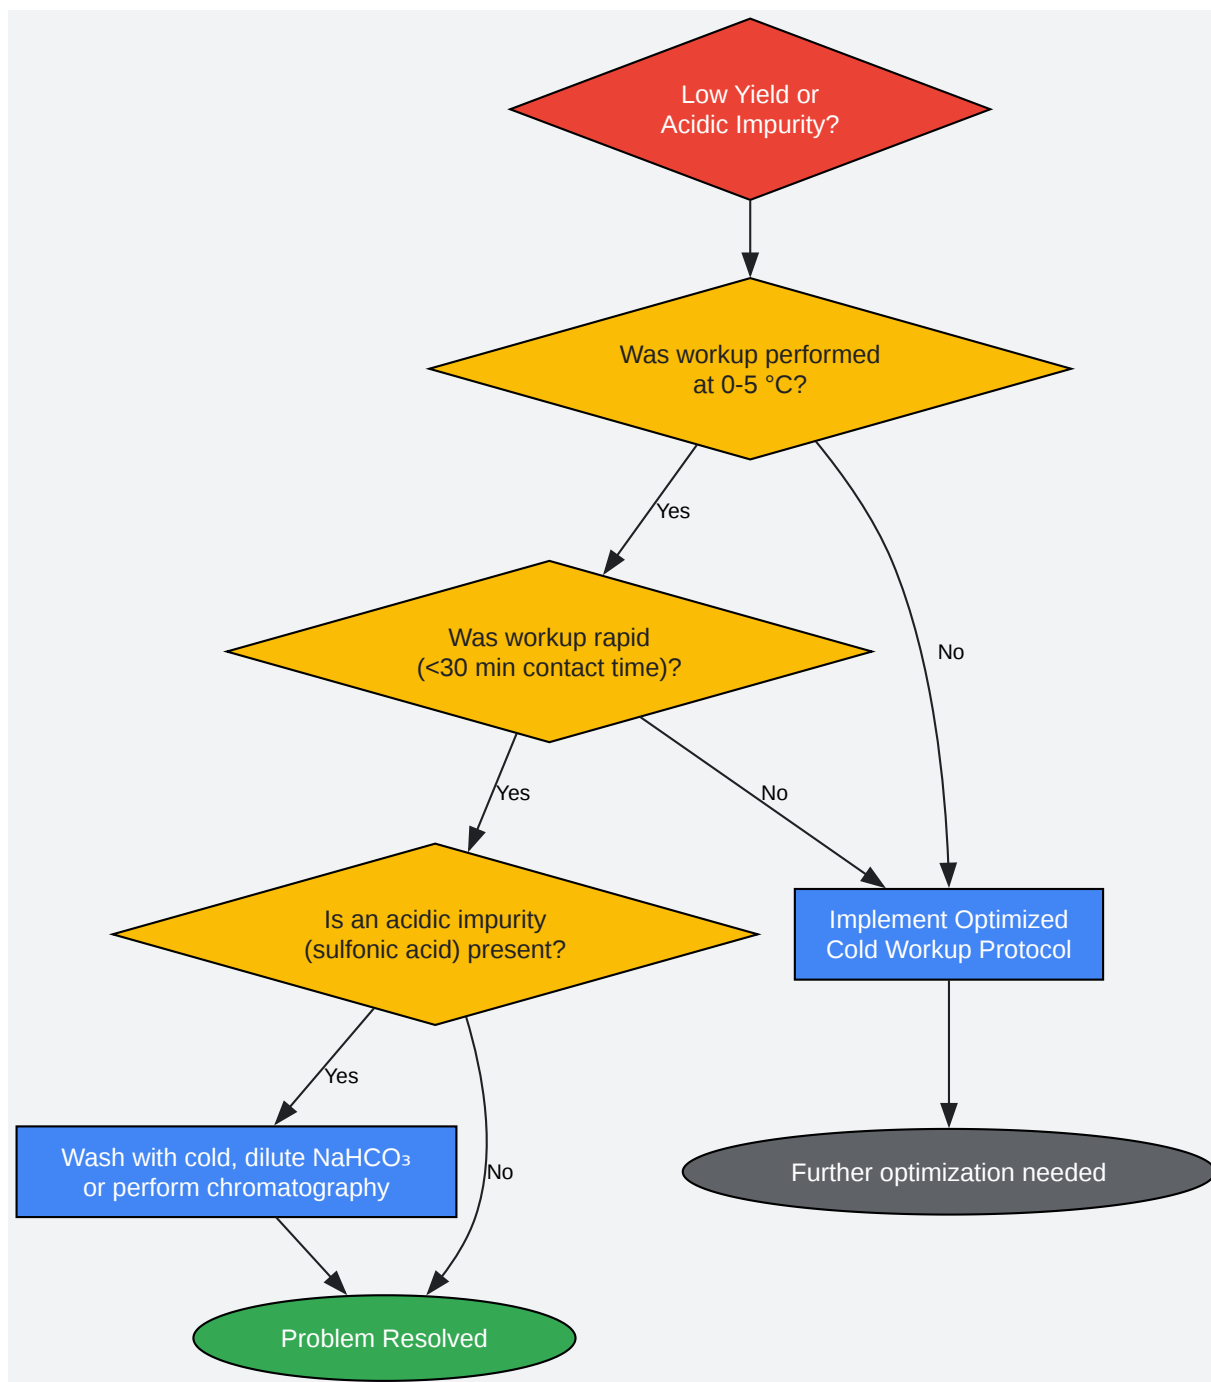 Low Yield or
Acidic Impurity?
Was workup performed
at 0-5 °C?
Yes
No
Was workup rapid
(<30 min contact time)?
Yes
No
Is an acidic impurity
(sulfonic acid) present?
Implement Optimized
Cold Workup Protocol
Yes
No
Wash with cold, dilute NaHCO₃
or perform chromatography
Further optimization needed
Problem Resolved